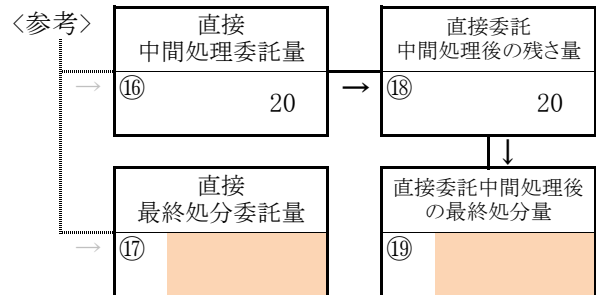 〈参考〉
直接
中間処理委託量
→
⑯
20
→
直接委託
中間処理後の残さ量
⑱
20
↓
直接
最終処分委託量
→
⑰
直接委託中間処理後
の最終処分量
⑲